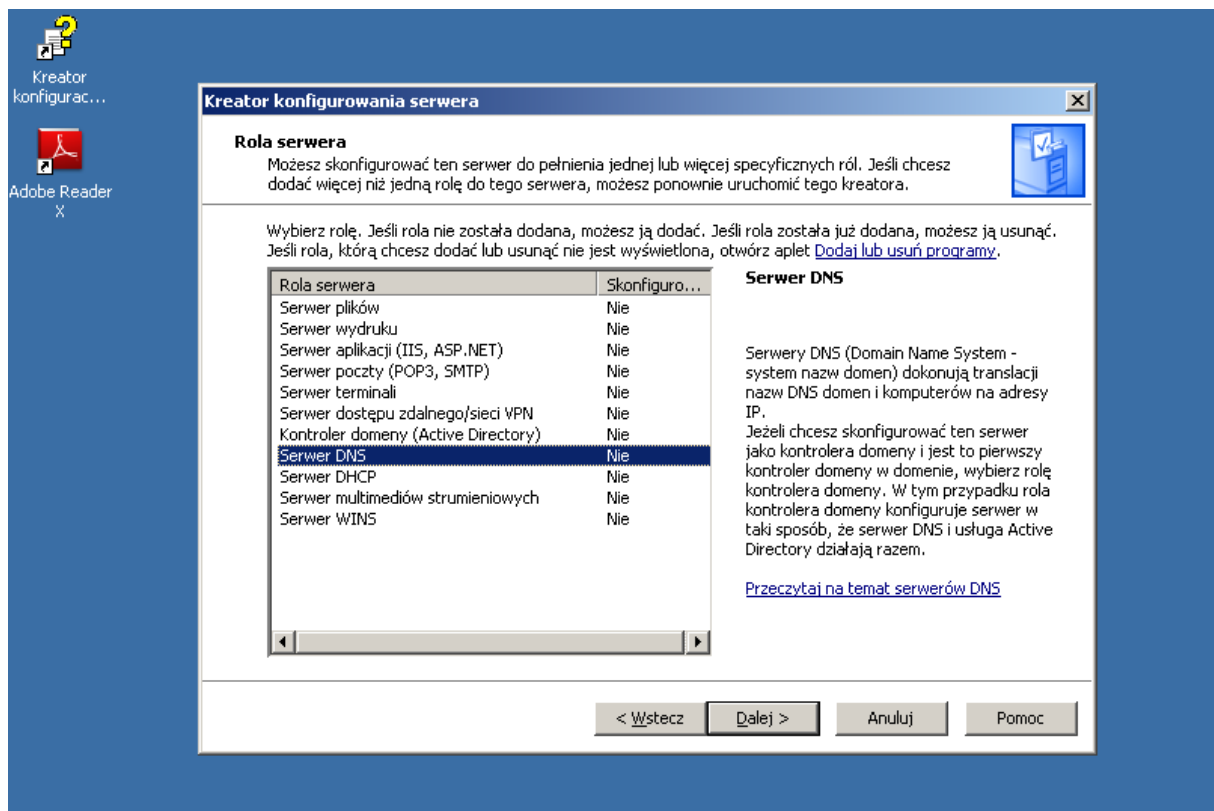 Kreator
konfigurac...
Adobe Reader
X
Kreator konfigurowania serwera
Rola serwera
Możesz skonfigurować ten serwer do pełnienia jednej lub więcej specyficznych ról. Jeśli chcesz
dodać więcej niż jedną rolę do tego serwera, możesz ponownie uruchomić tego kreatora.
Wybierz rolę. Jeśli rola nie została dodana, możesz ją dodać. Jeśli rola została już dodana, możesz ją usunąć.
Jeśli rola, którą chcesz dodać lub usunąć nie jest wyświetlona, otwórz aplet Dodaj lub usuń programy.
Rola serwera Skonfiguro...
Serwer plików Nie
Serwer wydruku Nie
Serwer aplikacji (IIS, ASP.NET) Nie
Serwer poczty (POP3, SMTP) Nie
Serwer terminali Nie
Serwer dostępu zdalnego/sieci VPN Nie
Kontroler domeny (Active Directory) Nie
Serwer DNS Nie
Serwer DHCP Nie
Serwer multimediów strumieniowych Nie
Serwer WINS Nie
Serwer DNS
Serwery DNS (Domain Name System -
system nazw domen) dokonują translacji
nazw DNS domen i komputerów na adresy
IP.
Jeżeli chcesz skonfigurować ten serwer
jako kontrolera domeny i jest to pierwszy
kontroler domeny w domenie, wybierz rolę
kontrolera domeny. W tym przypadku rola
kontrolera domeny konfiguruje serwer w
taki sposób, że serwer DNS i usługa Active
Directory działają razem.
Przeczytaj na temat serwerów DNS
< Wstecz Dalej > Anuluj Pomoc